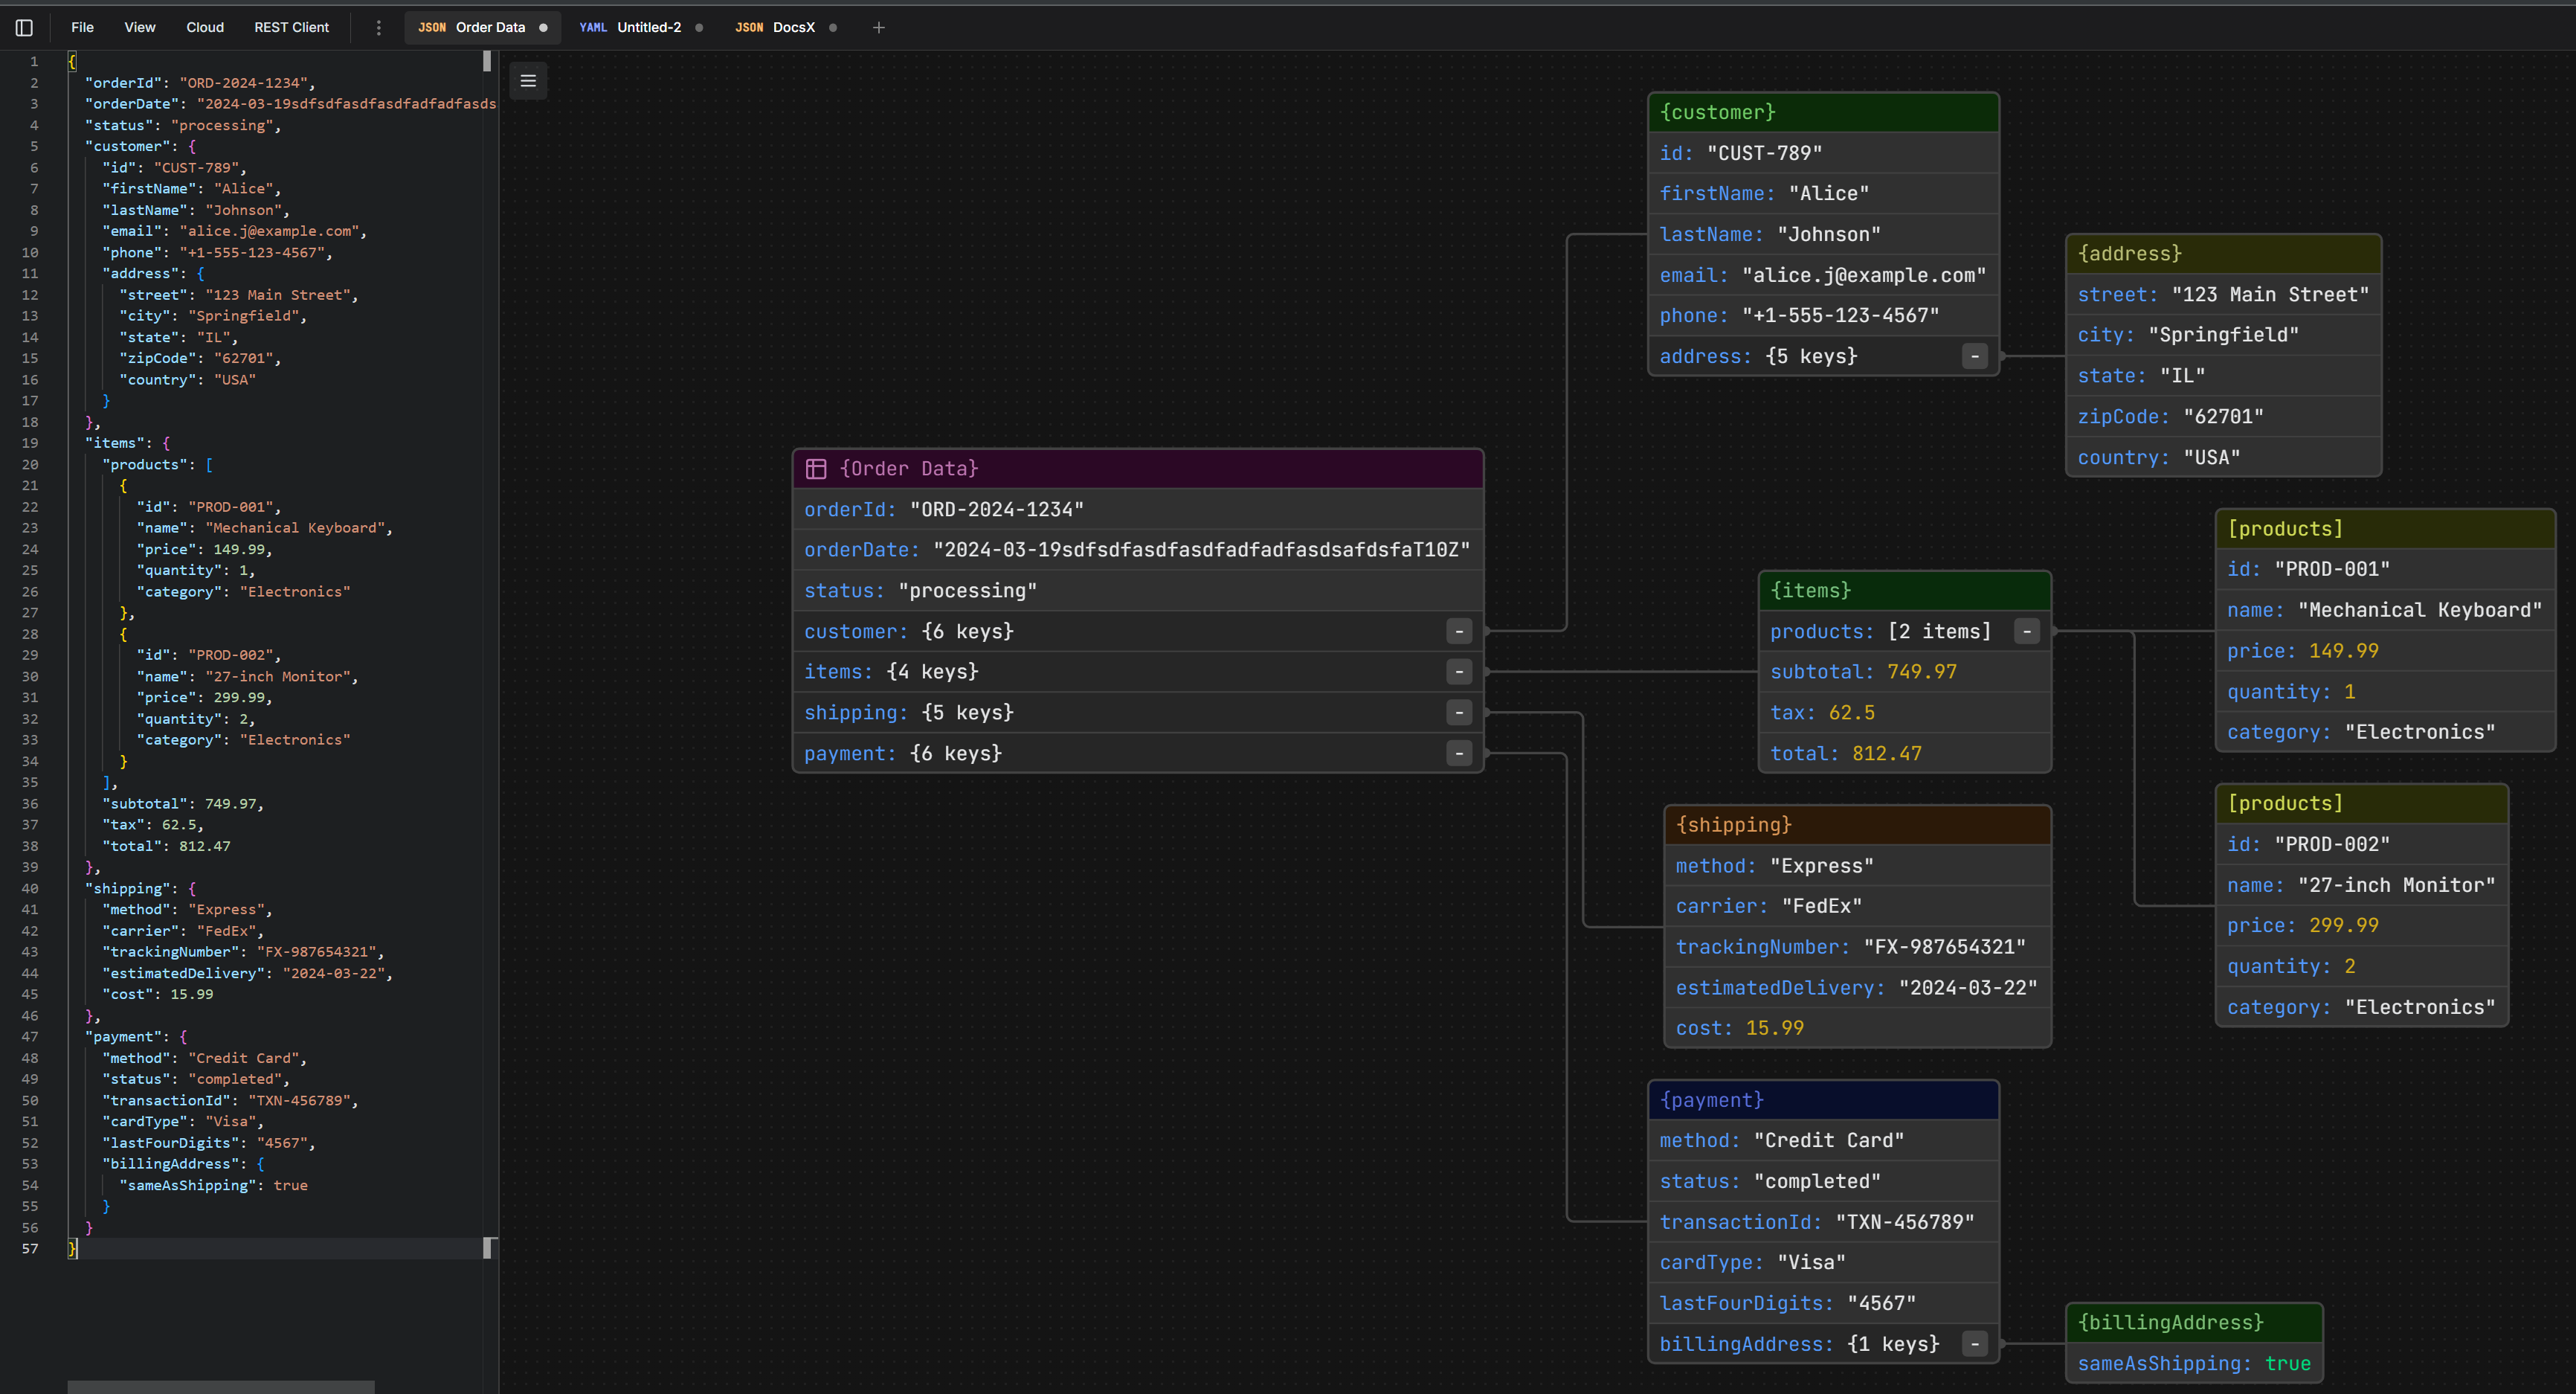 File View Cloud REST Client JSON Order Data YAML Untitled-2 JSON DocsX
1 {
2 "orderId": "ORD-2024-1234",
3 "orderDate": "2024-03-19sdfsdfasdfasdfadfadfasds
4 "status": "processing",
5 "customer": {
6 "id": "CUST-789",
7 "firstName": "Alice",
8 "lastName": "Johnson",
9 "email": "alice.j@example.com",
10 "phone": "+1-555-123-4567",
11 "address": {
12 "street": "123 Main Street",
13 "city": "Springfield",
14 "state": "IL",
15 "zipCode": "62701",
16 "country": "USA"
17 }
18 },
19 "items": {
20 "products": [
21 {
22 "id": "PROD-001",
23 "name": "Mechanical Keyboard",
24 "price": 149.99,
25 "quantity": 1,
26 "category": "Electronics"
27 },
28 {
29 "id": "PROD-002",
30 "name": "27-inch Monitor",
31 "price": 299.99,
32 "quantity": 2,
33 "category": "Electronics"
34 }
35 ],
36 "subtotal": 749.97,
37 "tax": 62.5,
38 "total": 812.47
39 },
40 "shipping": {
41 "method": "Express",
42 "carrier": "FedEx",
43 "trackingNumber": "FX-987654321",
44 "estimatedDelivery": "2024-03-22",
45 "cost": 15.99
46 },
47 "payment": {
48 "method": "Credit Card",
49 "status": "completed",
50 "transactionId": "TXN-456789",
51 "cardType": "Visa",
52 "lastFourDigits": "4567",
53 "billingAddress": {
54 "sameAsShipping": true
55 }
56 }
57 }
{Order Data}
orderId: "ORD-2024-1234"
orderDate: "2024-03-19sdfsdfasdfasdfadfadfasdsafdsfaT10Z"
status: "processing"
customer: {6 keys} -
items: {4 keys} -
shipping: {5 keys} -
payment: {6 keys} -
{customer}
id: "CUST-789"
firstName: "Alice"
lastName: "Johnson"
email: "alice.j@example.com"
phone: "+1-555-123-4567"
address: {5 keys} -
{address}
street: "123 Main Street"
city: "Springfield"
state: "IL"
zipCode: "62701"
country: "USA"
{items}
products: [2 items] -
subtotal: 749.97
tax: 62.5
total: 812.47
[products]
id: "PROD-001"
name: "Mechanical Keyboard"
price: 149.99
quantity: 1
category: "Electronics"
[products]
id: "PROD-002"
name: "27-inch Monitor"
price: 299.99
quantity: 2
category: "Electronics"
{shipping}
method: "Express"
carrier: "FedEx"
trackingNumber: "FX-987654321"
estimatedDelivery: "2024-03-22"
cost: 15.99
{payment}
method: "Credit Card"
status: "completed"
transactionId: "TXN-456789"
cardType: "Visa"
lastFourDigits: "4567"
billingAddress: {1 keys} -
{billingAddress}
sameAsShipping: true